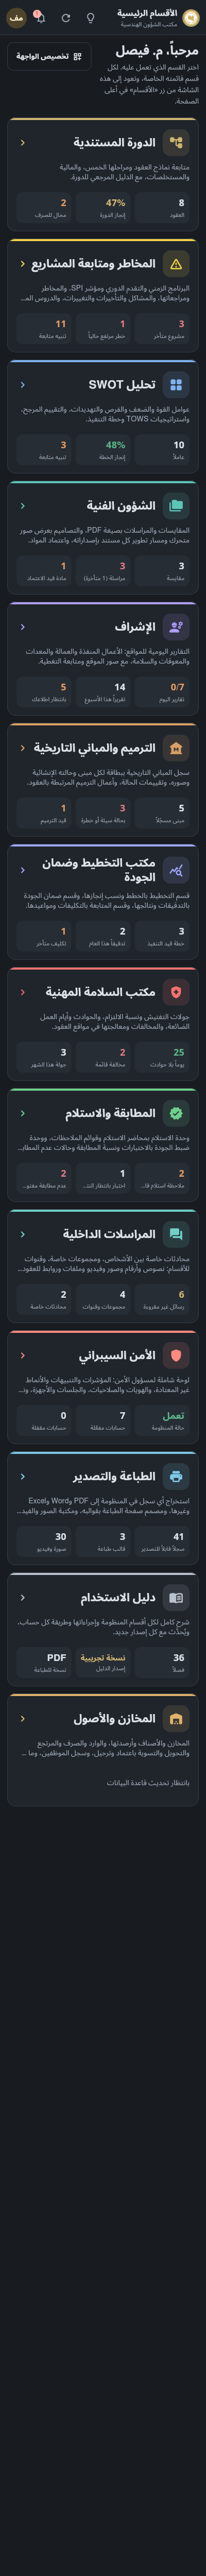 الأقسام الرئيسية
مكتب الشؤون الهندسية
1
مف
مرحباً، م. فيصل
اختر القسم الذي تعمل عليه، لكل
قسم قائمته الخاصة، وتعود إلى هذه
الشاشة من زر «الأقسام» في أعلى
الصفحة.
تخصيص الواجهة
الدورة المستندية
متابعة نماذج العقود ومراحلها الخمس، والمالية
والمستخلصات، مع الدليل المرجعي للدورة.
8
العقود
47%
إنجاز الدورة
2
محال للصرف
المخاطر ومتابعة المشاريع
البرنامج الزمني والتقدم الدوري ومؤشر SPI، والمخاطر
ومراجعاتها، والمشاكل والتأخيرات والتغييرات، والدروس الم...
3
مشروع متأخر
1
خطر مرتفع حالياً
11
تنبيه متابعة
تحليل SWOT
عوامل القوة والضعف والفرص والتهديدات، والتقييم المرجح،
واستراتيجيات TOWS وخطة التنفيذ.
10
عاملاً
48%
إنجاز الخطة
3
تنبيه متابعة
الشؤون الفنية
المقايسات والمراسلات بصيغة PDF، والتصاميم بعرض صور
متحرك ومسار تطوير كل مستند بإصداراته، واعتماد المواد.
3
مقايسة
3
مراسلة (1 متأخرة)
1
مادة قيد الاعتماد
الإشراف
التقارير اليومية للمواقع: الأعمال المنفذة والعمالة والمعدات
والمعوقات والسلامة، مع صور الموقع ومتابعة التغطية.
0/7
تقارير اليوم
14
تقريراً هذا الأسبوع
5
بانتظار اطلاعك
الترميم والمباني التاريخية
سجل المباني التاريخية ببطاقة لكل مبنى وحالته الإنشائية
وصوره، وتقييمات الحالة، وأعمال الترميم المرتبطة بالعقود.
5
مبنى مسجلاً
3
بحالة سيئة أو خطرة
1
قيد الترميم
مكتب التخطيط وضمان
الجودة
قسم التخطيط بالخطط ونسب إنجازها، وقسم ضمان الجودة
بالتدقيقات ونتائجها، وقسم المتابعة بالتكليفات ومواعيدها.
3
خطة قيد التنفيذ
2
تدقيقاً هذا العام
1
تكليف متأخر
مكتب السلامة المهنية
جولات التفتيش ونسبة الالتزام، والحوادث وأيام العمل
الضائعة، والمخالفات ومعالجتها في مواقع العقود.
25
يوماً بلا حوادث
2
مخالفة قائمة
3
جولة هذا الشهر
المطابقة والاستلام
وحدة الاستلام بمحاضر الاستلام وقوائم الملاحظات، ووحدة
ضبط الجودة بالاختبارات ونسبة المطابقة وحالات عدم المطاب...
2
ملاحظة استلام قا...
1
اختبار بانتظار النت...
2
عدم مطابقة مفتو...
المراسلات الداخلية
محادثات خاصة بين الأشخاص، ومجموعات خاصة، وقنوات
للأقسام: نصوص وأرقام وصور وفيديو وملفات وروابط للعقود...
6
رسائل غير مقروءة
4
مجموعات وقنوات
2
محادثات خاصة
الأمن السيبراني
لوحة شاملة لمسؤول الأمن: المؤشرات والتنبيهات والأنماط
غير المعتادة، والهويات والصلاحيات، والجلسات والأجهزة، ونـ...
تعمل
حالة المنظومة
7
حسابات مفعّلة
0
حسابات مقفلة
الطباعة والتصدير
استخراج أي سجل في المنظومة إلى PDF وWord وExcel
وغيرها، ومصمم صفحة الطباعة بقوالبه، ومكتبة الصور والفيد...
41
سجلاً قابلاً للتصدير
3
قالب طباعة
30
صورة وفيديو
دليل الاستخدام
شرح كامل لكل أقسام المنظومة وإجراءاتها وطريقة كل حساب،
ويُحدَّث مع كل إصدار جديد.
36
فصلاً
نسخة تجريبية
إصدار الدليل
PDF
نسخة للطباعة
المخازن والأصول
المخازن والأصناف وأرصدتها، والوارد والصرف والمرتجع
والتحويل والتسوية باعتماد وترحيل، وسجل الموظفين، وما ...
بانتظار تحديث قاعدة البيانات